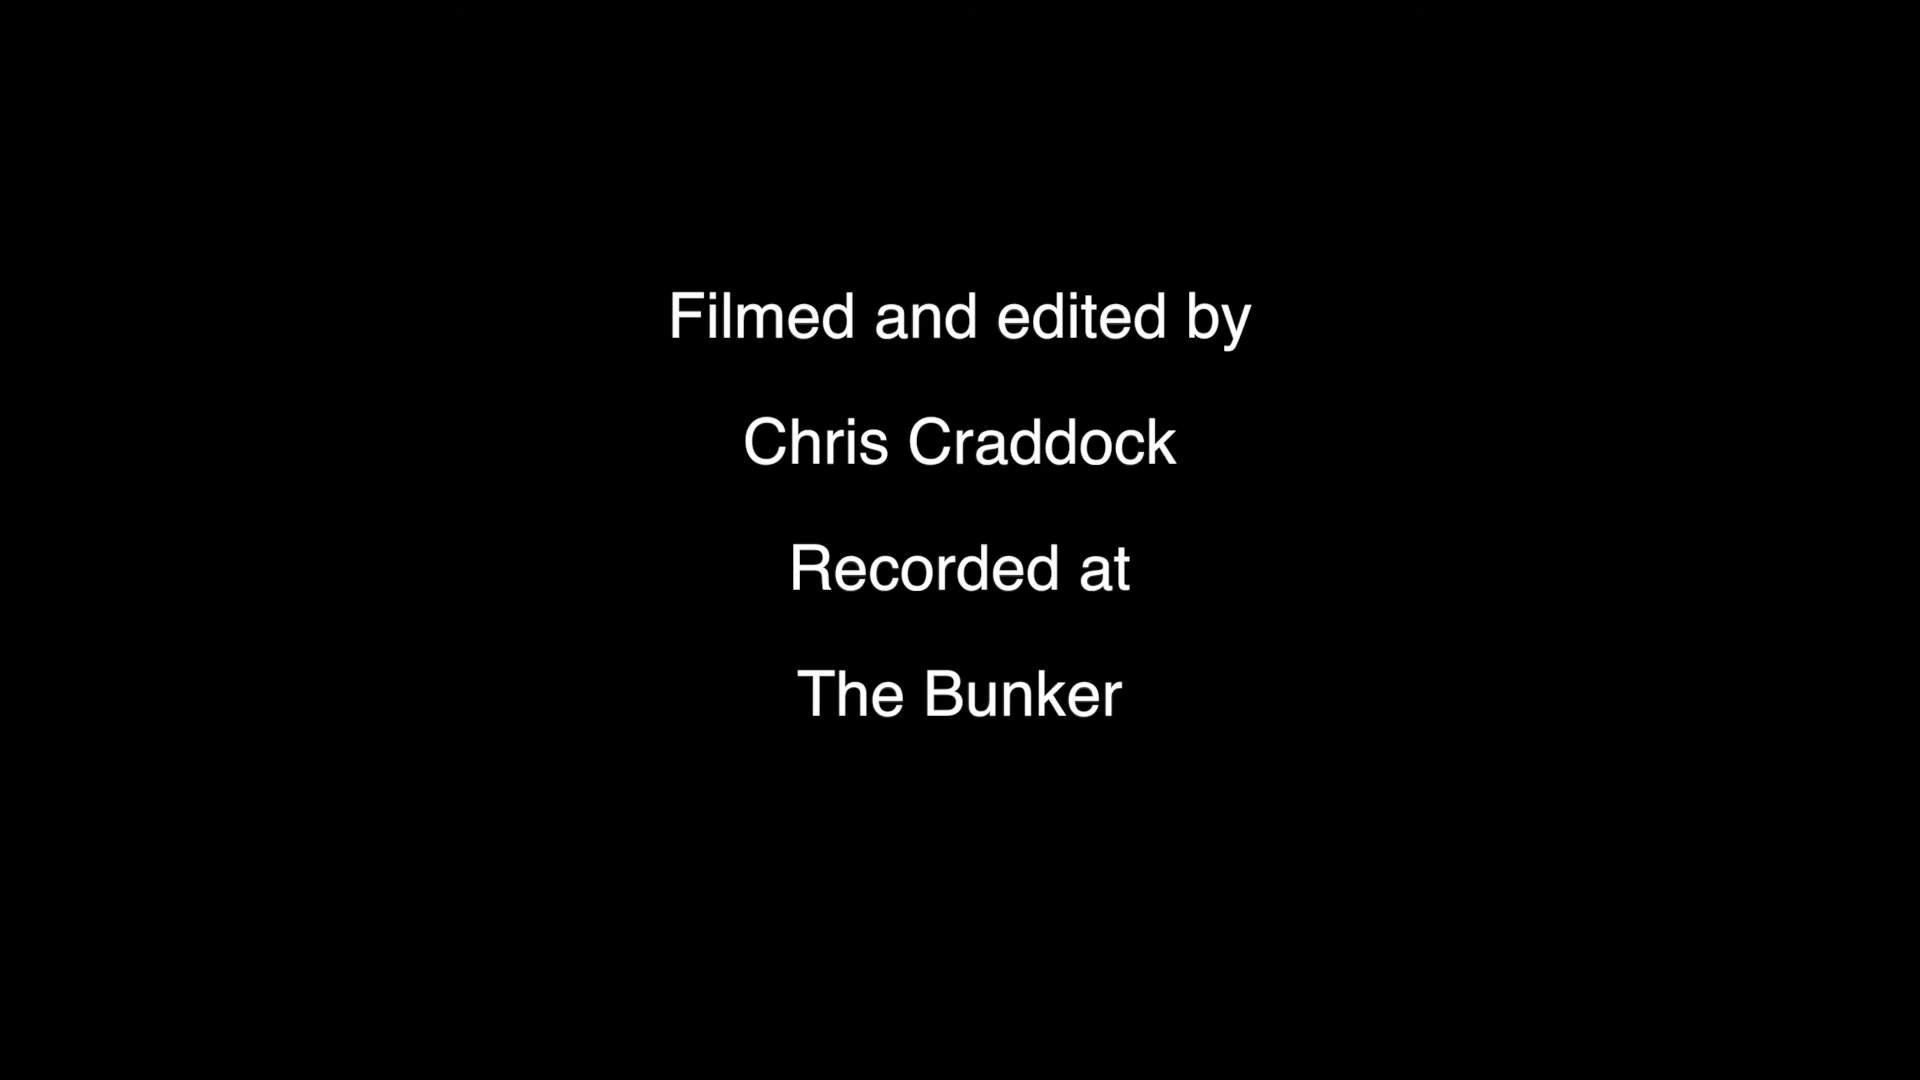 Filmed and edited by
Chris Craddock
Recorded at
The Bunker